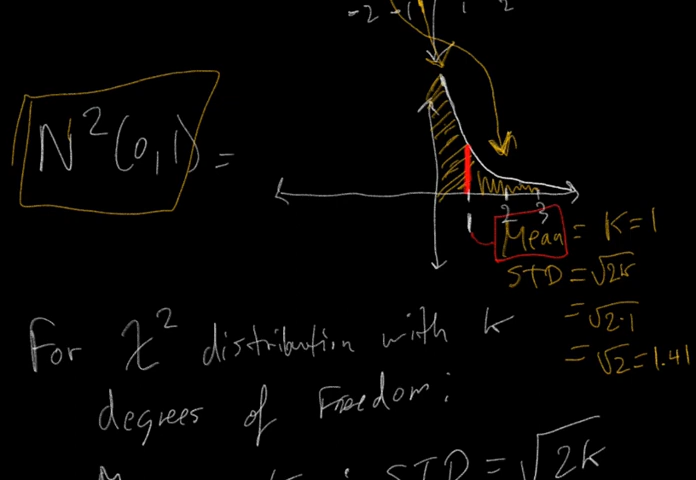 -2 -1 1 2
N²(0,1) =
1 2 3
Mean = K=1
STD = √2K
= √2·1
= √2 = 1.41
For χ² distribution with k
degrees of Freedom:
STD = √2K